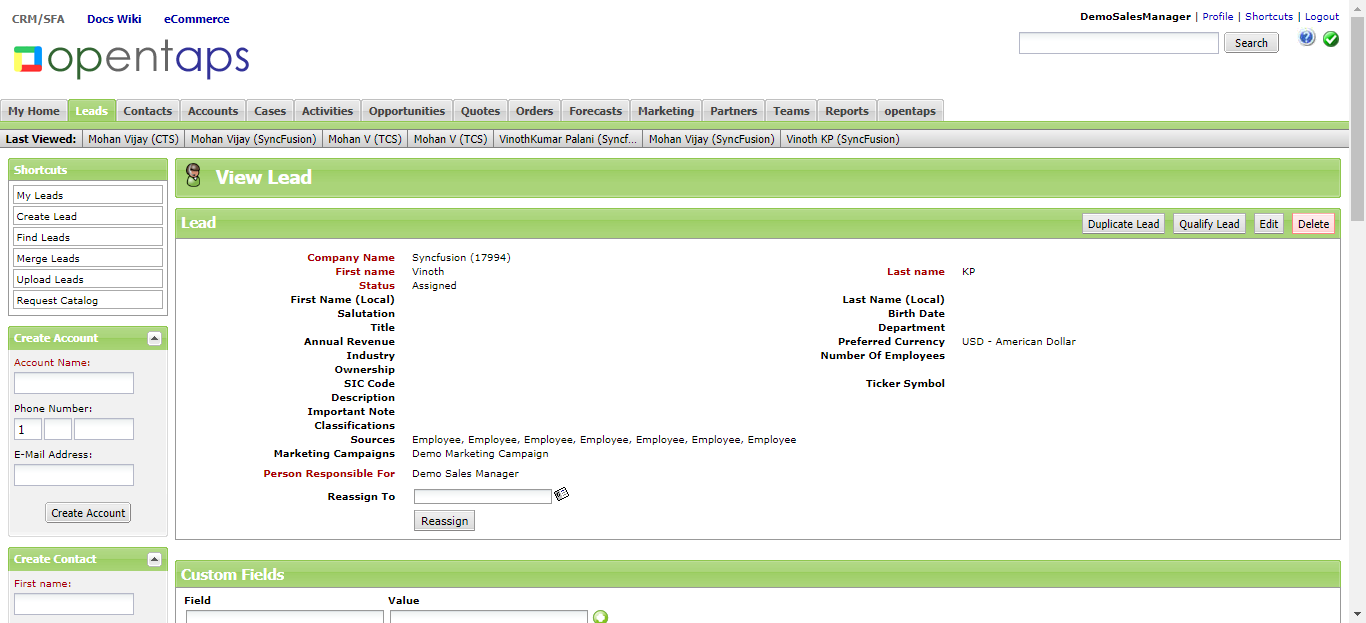 CRM/SFA Docs Wiki eCommerce
DemoSalesManager | Profile | Shortcuts | Logout
opentaps
Search
My Home Leads Contacts Accounts Cases Activities Opportunities Quotes Orders Forecasts Marketing Partners Teams Reports opentaps
Last Viewed: Mohan Vijay (CTS) Mohan Vijay (SyncFusion) Mohan V (TCS) Mohan V (TCS) VinothKumar Palani (Syncf... Mohan Vijay (SyncFusion) Vinoth KP (SyncFusion)
Shortcuts
My Leads
Create Lead
Find Leads
Merge Leads
Upload Leads
Request Catalog
Create Account
Account Name:
Phone Number:
1
E-Mail Address:
Create Account
Create Contact
First name:
View Lead
Lead
Duplicate Lead Qualify Lead Edit Delete
Company Name Syncfusion (17994)
First name Vinoth Last name KP
Status Assigned
First Name (Local) Last Name (Local)
Salutation Birth Date
Title Department
Annual Revenue Preferred Currency USD - American Dollar
Industry Number Of Employees
Ownership
SIC Code Ticker Symbol
Description
Important Note
Classifications
Sources Employee, Employee, Employee, Employee, Employee, Employee, Employee
Marketing Campaigns Demo Marketing Campaign
Person Responsible For Demo Sales Manager
Reassign To
Reassign
Custom Fields
Field Value